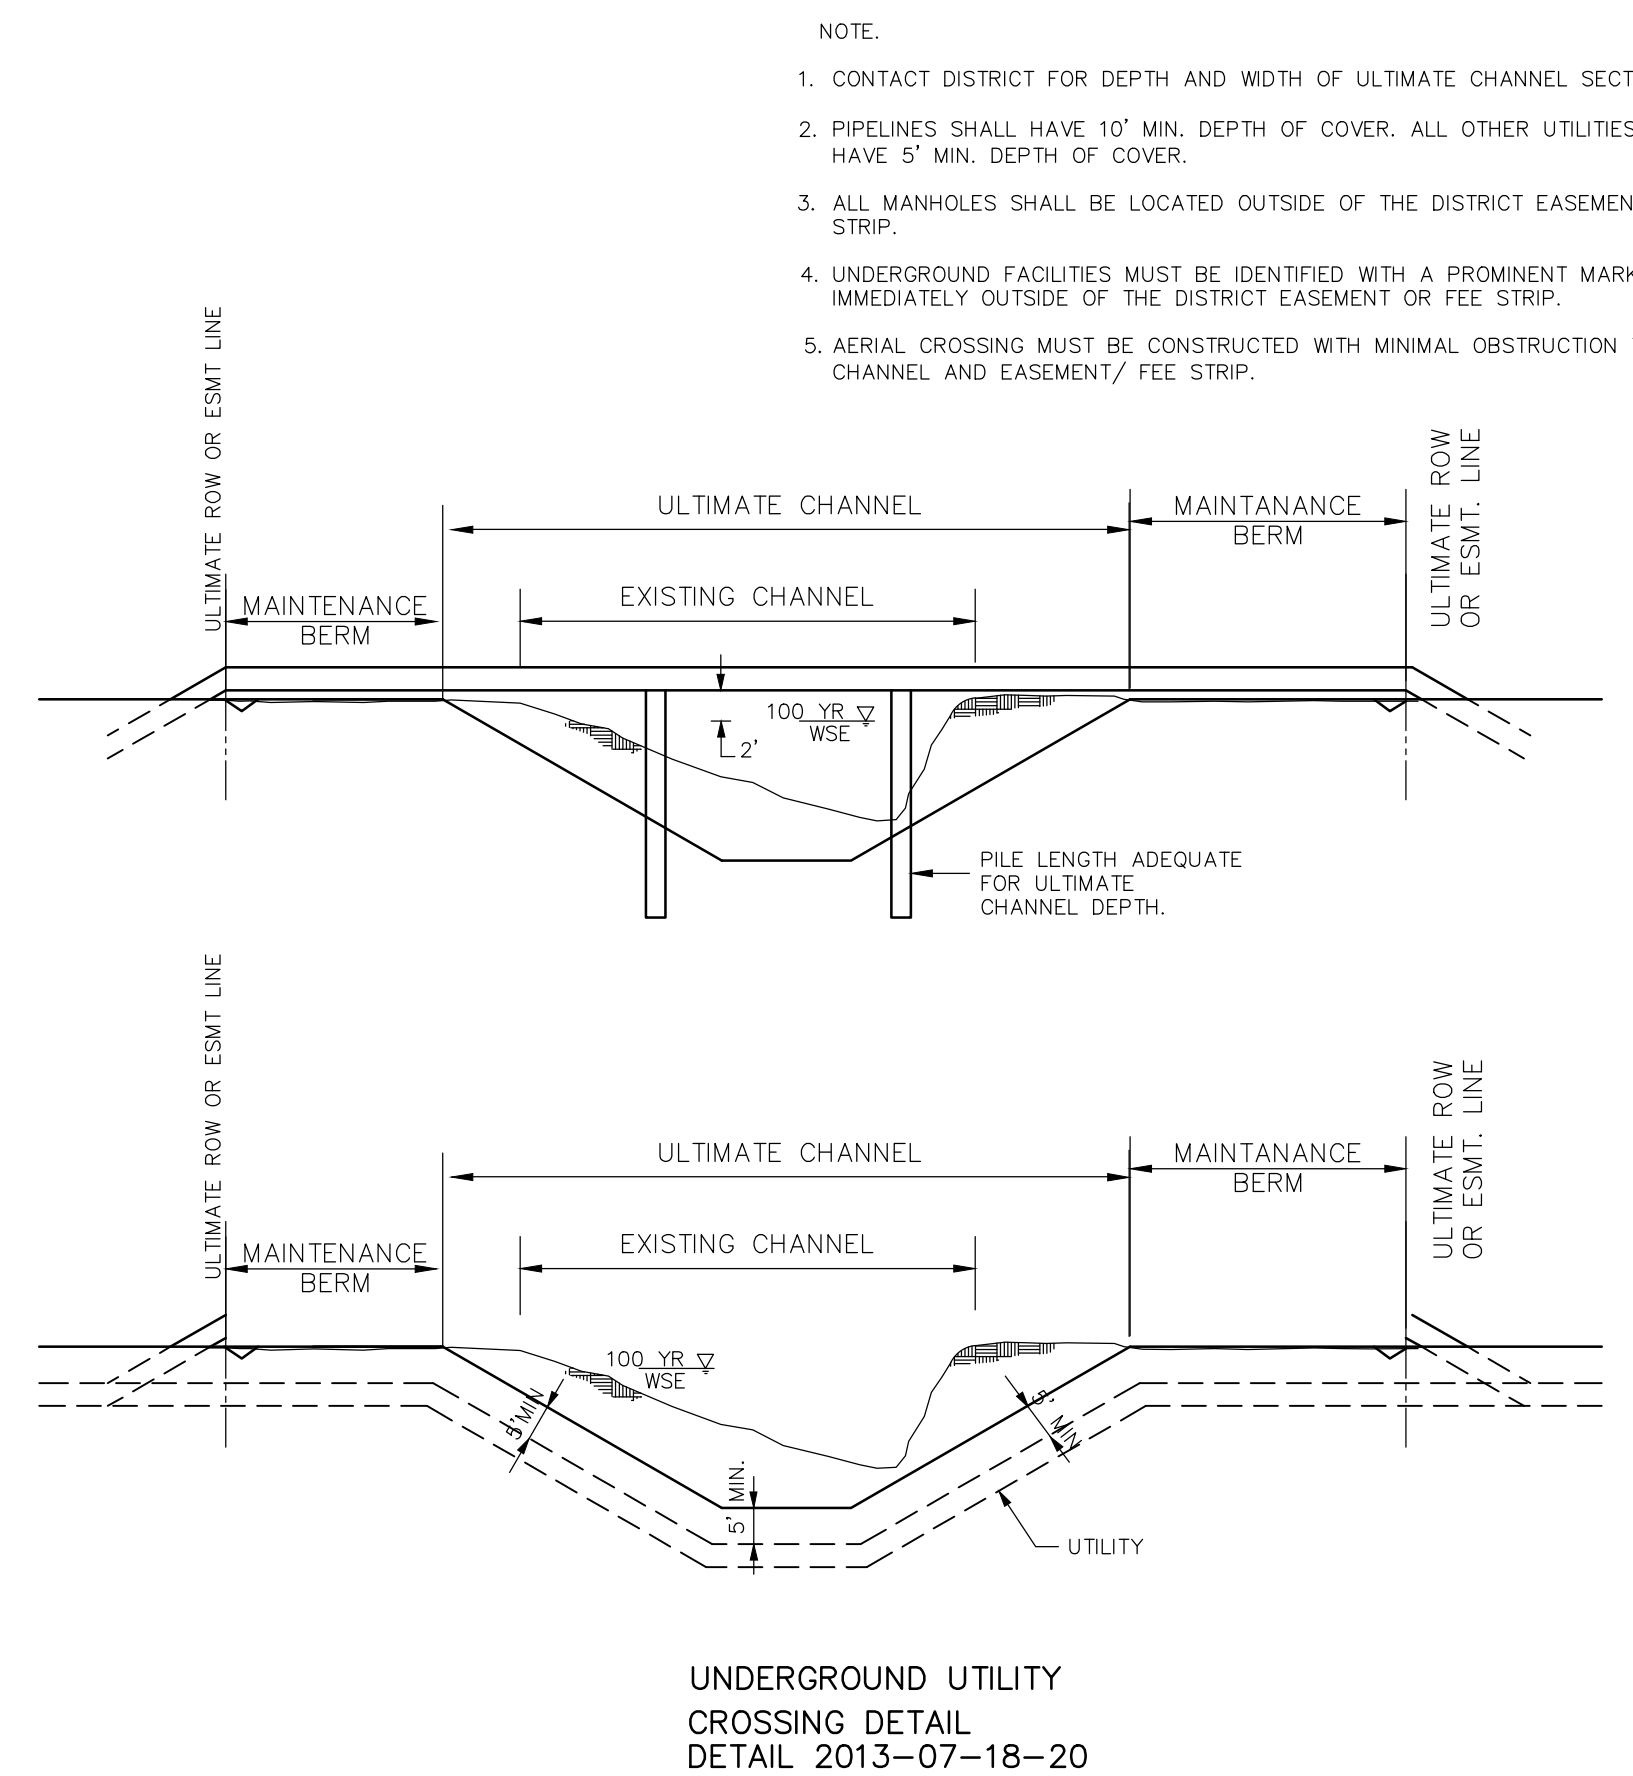 NOTE.
1. CONTACT DISTRICT FOR DEPTH AND WIDTH OF ULTIMATE CHANNEL SECT
2. PIPELINES SHALL HAVE 10' MIN. DEPTH OF COVER. ALL OTHER UTILITIES
HAVE 5' MIN. DEPTH OF COVER.
3. ALL MANHOLES SHALL BE LOCATED OUTSIDE OF THE DISTRICT EASEMEN
STRIP.
4. UNDERGROUND FACILITIES MUST BE IDENTIFIED WITH A PROMINENT MARK
IMMEDIATELY OUTSIDE OF THE DISTRICT EASEMENT OR FEE STRIP.
5. AERIAL CROSSING MUST BE CONSTRUCTED WITH MINIMAL OBSTRUCTION
CHANNEL AND EASEMENT/ FEE STRIP.
ULTIMATE ROW OR ESMT LINE
ULTIMATE ROW
OR ESMT. LINE
ULTIMATE CHANNEL
MAINTANANCE
BERM
EXISTING CHANNEL
MAINTENANCE
BERM
100 YR
WSE
2'
PILE LENGTH ADEQUATE
FOR ULTIMATE
CHANNEL DEPTH.
ULTIMATE ROW OR ESMT LINE
ULTIMATE ROW
OR ESMT. LINE
ULTIMATE CHANNEL
MAINTANANCE
BERM
EXISTING CHANNEL
MAINTENANCE
BERM
100 YR
WSE
5'MIN
5' MIN
5' MIN.
UTILITY
UNDERGROUND UTILITY
CROSSING DETAIL
DETAIL 2013-07-18-20